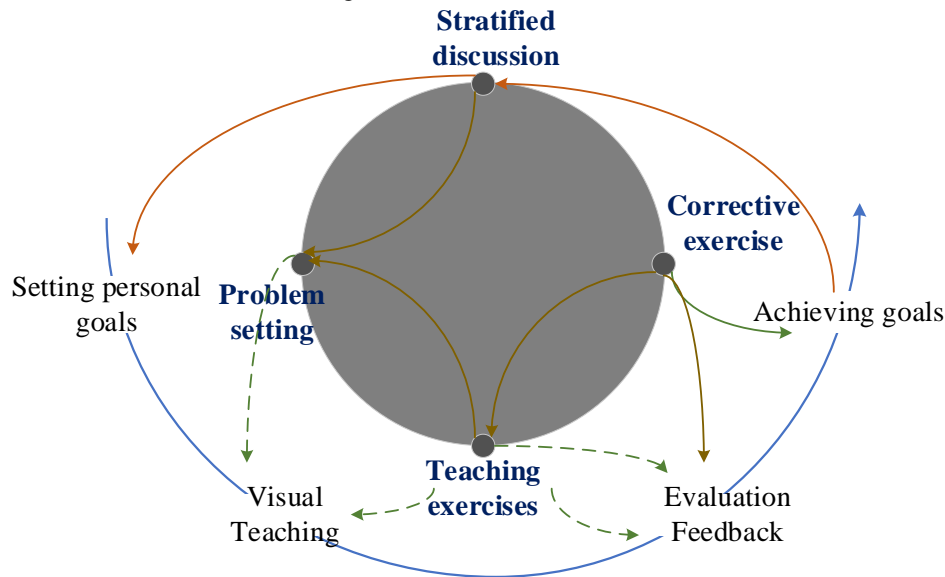 Stratified
discussion
Corrective
exercise
Setting personal
goals
Problem
setting
Achieving goals
Teaching
exercises
Visual
Teaching
Evaluation
Feedback